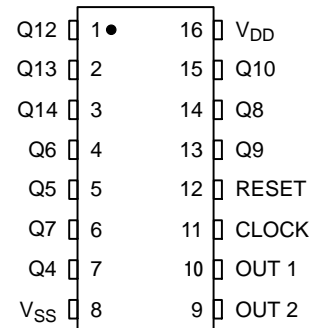 Q12 1 16 VDD
Q13 2 15 Q10
Q14 3 14 Q8
Q6 4 13 Q9
Q5 5 12 RESET
Q7 6 11 CLOCK
Q4 7 10 OUT 1
VSS 8 9 OUT 2